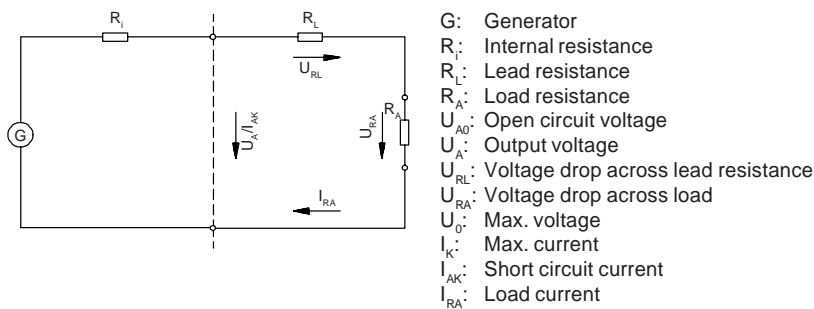 R_i
R_L
U_RL
G
U_A/I_AK
U_RA
R_A
I_RA
G: Generator
R_i: Internal resistance
R_L: Lead resistance
R_A: Load resistance
U_A0: Open circuit voltage
U_A: Output voltage
U_RL: Voltage drop across lead resistance
U_RA: Voltage drop across load
U_0: Max. voltage
I_K: Max. current
I_AK: Short circuit current
I_RA: Load current